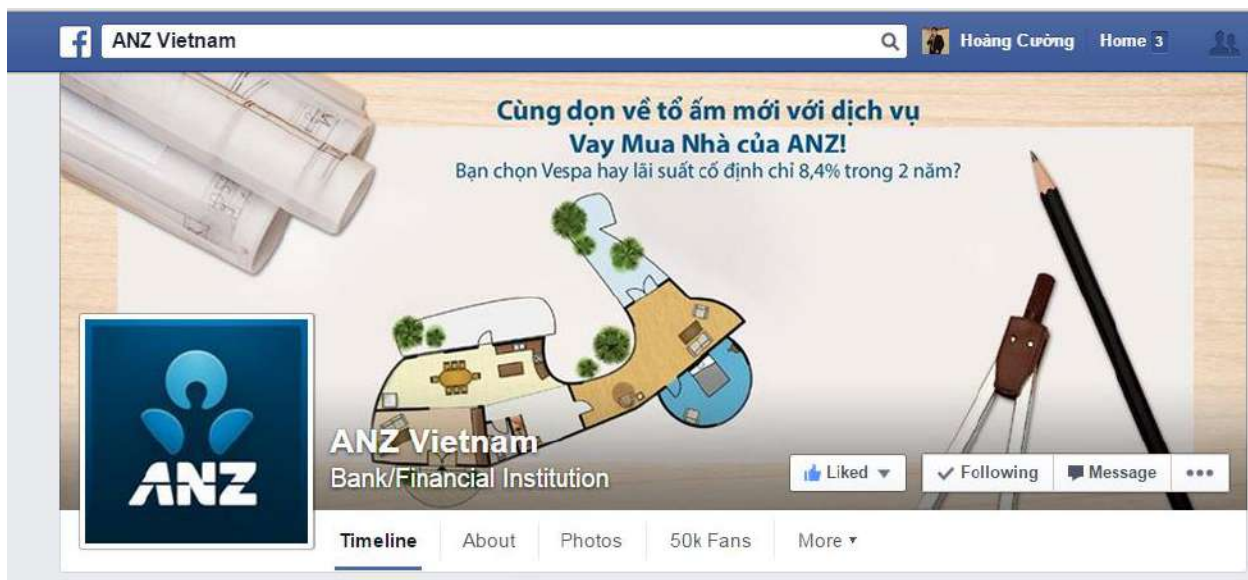 f ANZ Vietnam Hoàng Cường Home 3
Cùng dọn về tổ ấm mới với dịch vụ
Vay Mua Nhà của ANZ!
Bạn chọn Vespa hay lãi suất cố định chỉ 8,4% trong 2 năm?
ANZ
ANZ Vietnam
Bank/Financial Institution
Liked Following Message
Timeline About Photos 50k Fans More